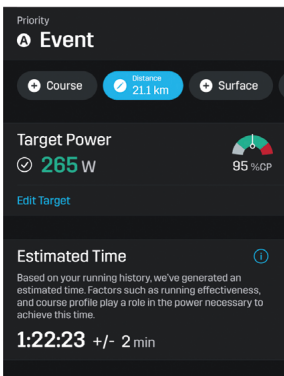 Priority
A Event
Course
Distance
21.1 km
Surface
Target Power
265 W
95 %CP
Edit Target
Estimated Time
Based on your running history, we've generated an
estimated time. Factors such as running effectiveness,
and course profile play a role in the power necessary to
achieve this time.
1:22:23 +/- 2 min